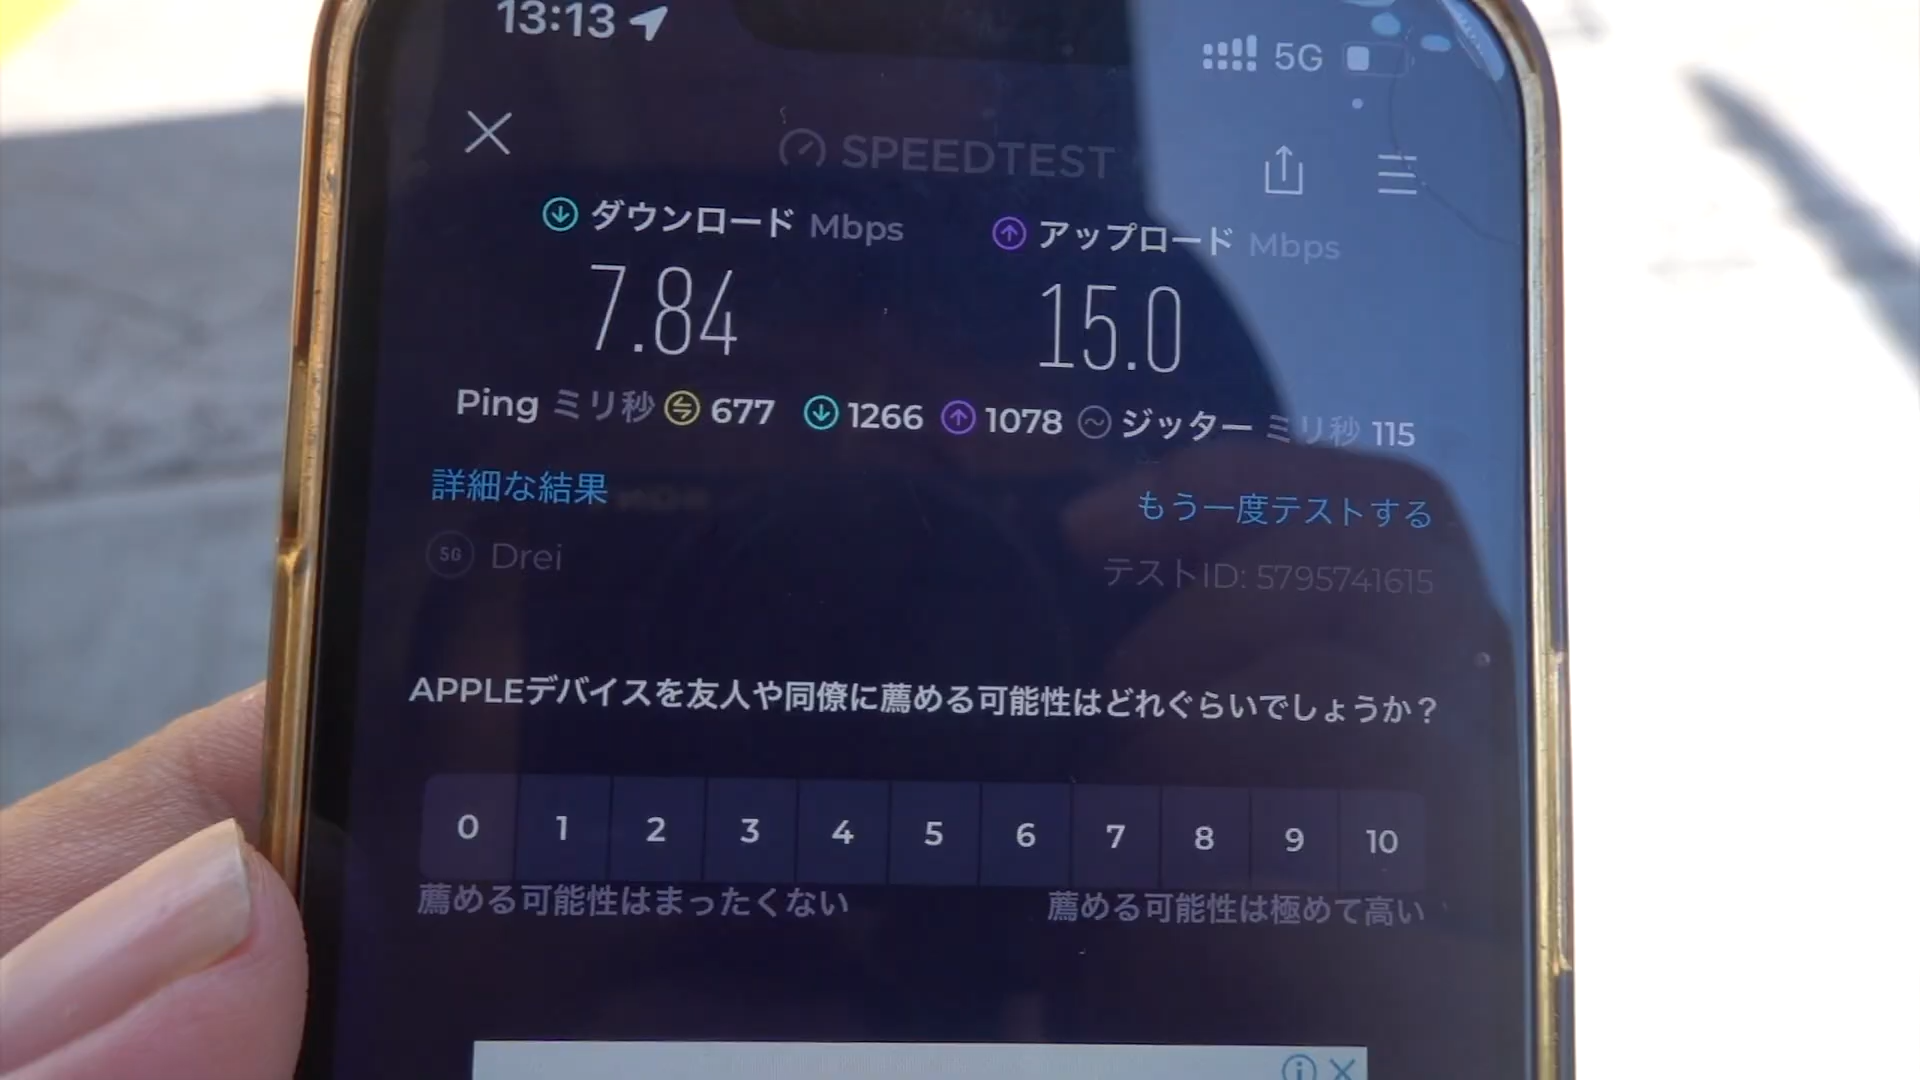 13:13 5G
SPEEDTEST
ダウンロード Mbps アップロード Mbps
7.84 15.0
Ping ミリ秒 677 1266 1078 ジッター ミリ秒 115
詳細な結果 もう一度テストする
5G Drei テストID: 5795741615
APPLEデバイスを友人や同僚に薦める可能性はどれぐらいでしょうか？
0 1 2 3 4 5 6 7 8 9 10
薦める可能性はまったくない 薦める可能性は極めて高い